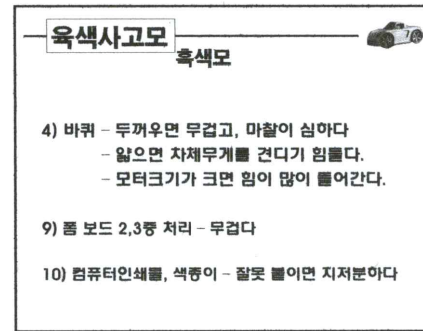 육색사고모
흑색모
4) 바퀴 – 두꺼우면 무겁고, 마찰이 심하다
– 얇으면 차체무게를 견디기 힘들다.
– 모터크기가 크면 힘이 많이 들어간다.
9) 폼 보드 2,3중 처리 – 무겁다
10) 컴퓨터인쇄물, 색종이 – 잘못 붙이면 지저분하다